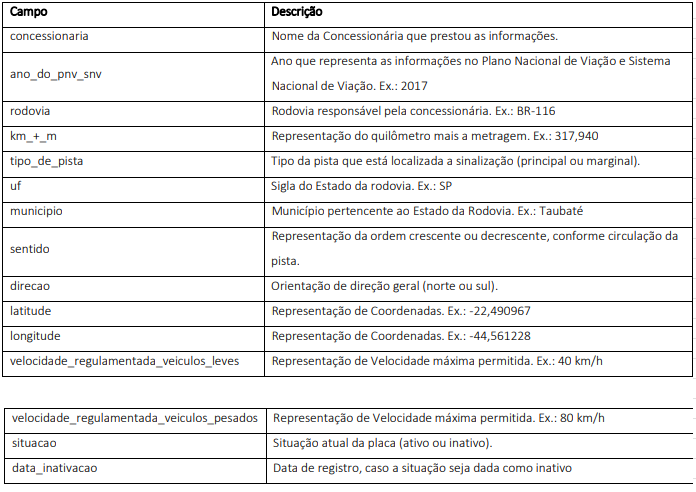 Campo Descrição
concessionaria Nome da Concessionária que prestou as informações.
ano_do_pnv_snv Ano que representa as informações no Plano Nacional de Viação e Sistema
Nacional de Viação. Ex.: 2017
rodovia Rodovia responsável pela concessionária. Ex.: BR-116
km_+_m Representação do quilômetro mais a metragem. Ex.: 317,940
tipo_de_pista Tipo da pista que está localizada a sinalização (principal ou marginal).
uf Sigla do Estado da rodovia. Ex.: SP
municipio Município pertencente ao Estado da Rodovia. Ex.: Taubaté
sentido Representação da ordem crescente ou decrescente, conforme circulação da
pista.
direcao Orientação de direção geral (norte ou sul).
latitude Representação de Coordenadas. Ex.: -22,490967
longitude Representação de Coordenadas. Ex.: -44,561228
velocidade_regulamentada_veiculos_leves Representação de Velocidade máxima permitida. Ex.: 40 km/h
velocidade_regulamentada_veiculos_pesados Representação de Velocidade máxima permitida. Ex.: 80 km/h
situacao Situação atual da placa (ativo ou inativo).
data_inativacao Data de registro, caso a situação seja dada como inativo